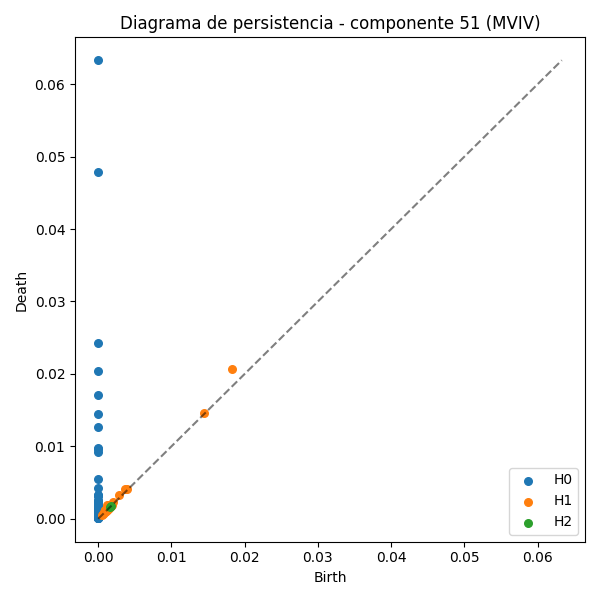 Diagrama de persistencia - componente 51 (MVIV)
Death
0.06
0.05
0.04
0.03
0.02
0.01
0.00
0.00 0.01 0.02 0.03 0.04 0.05 0.06
Birth
H0
H1
H2